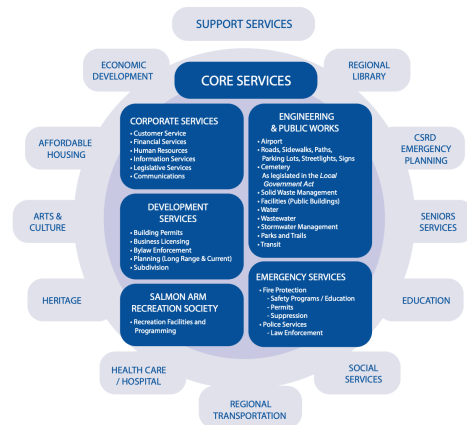 SUPPORT SERVICES
ECONOMIC
DEVELOPMENT
REGIONAL
LIBRARY
CORE SERVICES
CORPORATE SERVICES
• Customer Service
• Financial Services
• Human Resources
• Information Services
• Legislative Services
• Communications
ENGINEERING
& PUBLIC WORKS
• Airport
• Roads, Sidewalks, Paths,
Parking Lots, Streetlights, Signs
• Cemetery
As legislated in the Local
Government Act
• Solid Waste Management
• Facilities (Public Buildings)
• Water
• Wastewater
• Stormwater Management
• Parks and Trails
• Transit
AFFORDABLE
HOUSING
CSRD
EMERGENCY
PLANNING
DEVELOPMENT
SERVICES
• Building Permits
• Business Licensing
• Bylaw Enforcement
• Planning (Long Range & Current)
• Subdivision
ARTS &
CULTURE
SENIORS
SERVICES
EMERGENCY SERVICES
• Fire Protection
- Safety Programs / Education
- Permits
- Suppression
• Police Services
- Law Enforcement
SALMON ARM
RECREATION SOCIETY
• Recreation Facilities and
Programming
HERITAGE
EDUCATION
HEALTH CARE
/ HOSPITAL
SOCIAL
SERVICES
REGIONAL
TRANSPORTATION